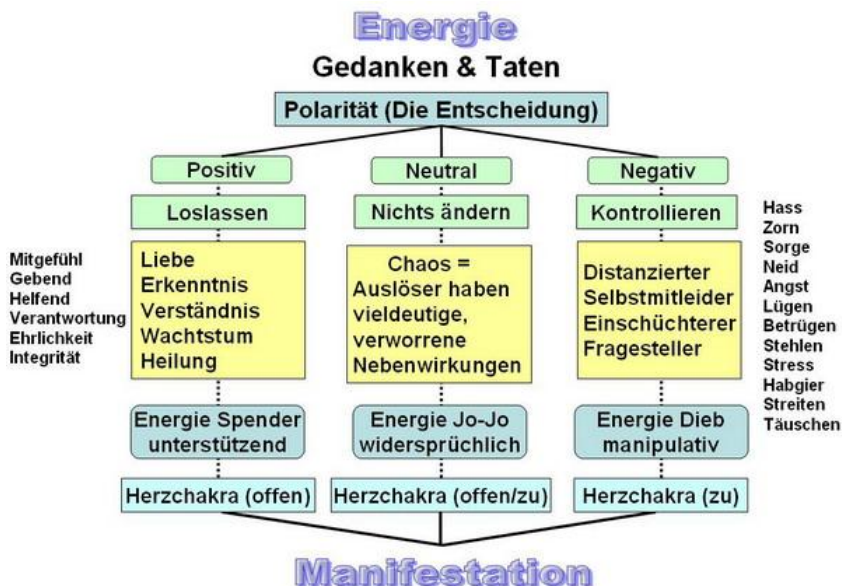 Energie
Gedanken & Taten
Polarität (Die Entscheidung)
Positiv
Neutral
Negativ
Loslassen
Nichts ändern
Kontrollieren
Mitgefühl
Gebend
Helfend
Verantwortung
Ehrlichkeit
Integrität
Liebe
Erkenntnis
Verständnis
Wachtstum
Heilung
Chaos =
Auslöser haben
vieldeutige,
verworrene
Nebenwirkungen
Distanzierter
Selbstmitleider
Einschüchterer
Fragesteller
Hass
Zorn
Sorge
Neid
Angst
Lügen
Betrügen
Stehlen
Stress
Habgier
Streiten
Täuschen
Energie Spender
unterstützend
Energie Jo-Jo
widersprüchlich
Energie Dieb
manipulativ
Herzchakra (offen)
Herzchakra (offen/zu)
Herzchakra (zu)
Manifestation